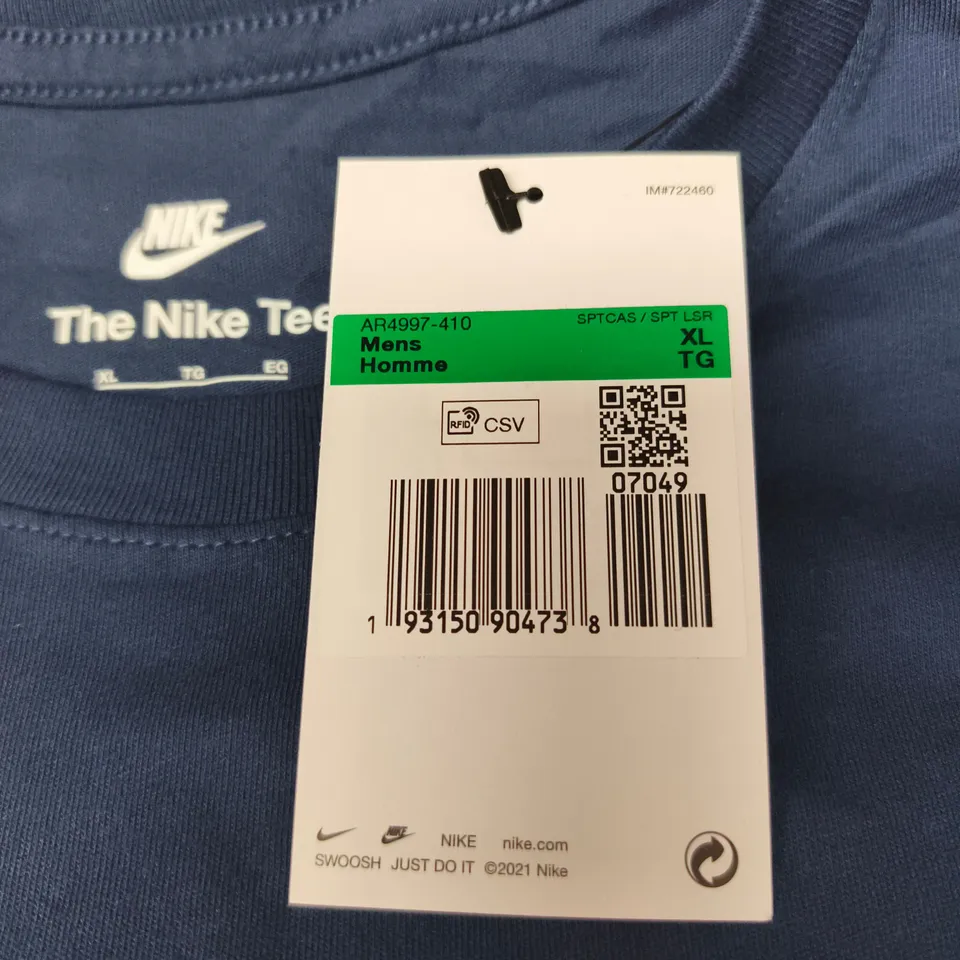 NIKE
The Nike Tee
XL TG EG
IM#722460
AR4997-410 SPTCAS / SPT LSR
Mens XL
Homme TG
RFID CSV
07049
1 93150 90473 8
NIKE NIKE nike.com
SWOOSH JUST DO IT ©2021 Nike